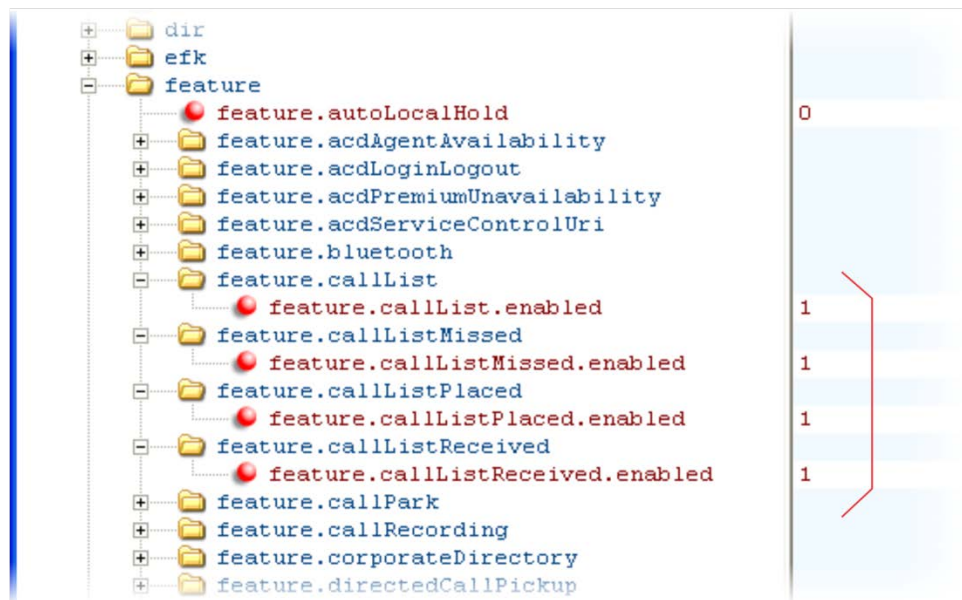 dir
efk
feature
feature.autoLocalHold 0
feature.acdAgentAvailability
feature.acdLoginLogout
feature.acdPremiumUnavailability
feature.acdServiceControlUri
feature.bluetooth
feature.callList
feature.callList.enabled 1
feature.callListMissed
feature.callListMissed.enabled 1
feature.callListPlaced
feature.callListPlaced.enabled 1
feature.callListReceived
feature.callListReceived.enabled 1
feature.callPark
feature.callRecording
feature.corporateDirectory
feature.directedCallPickup